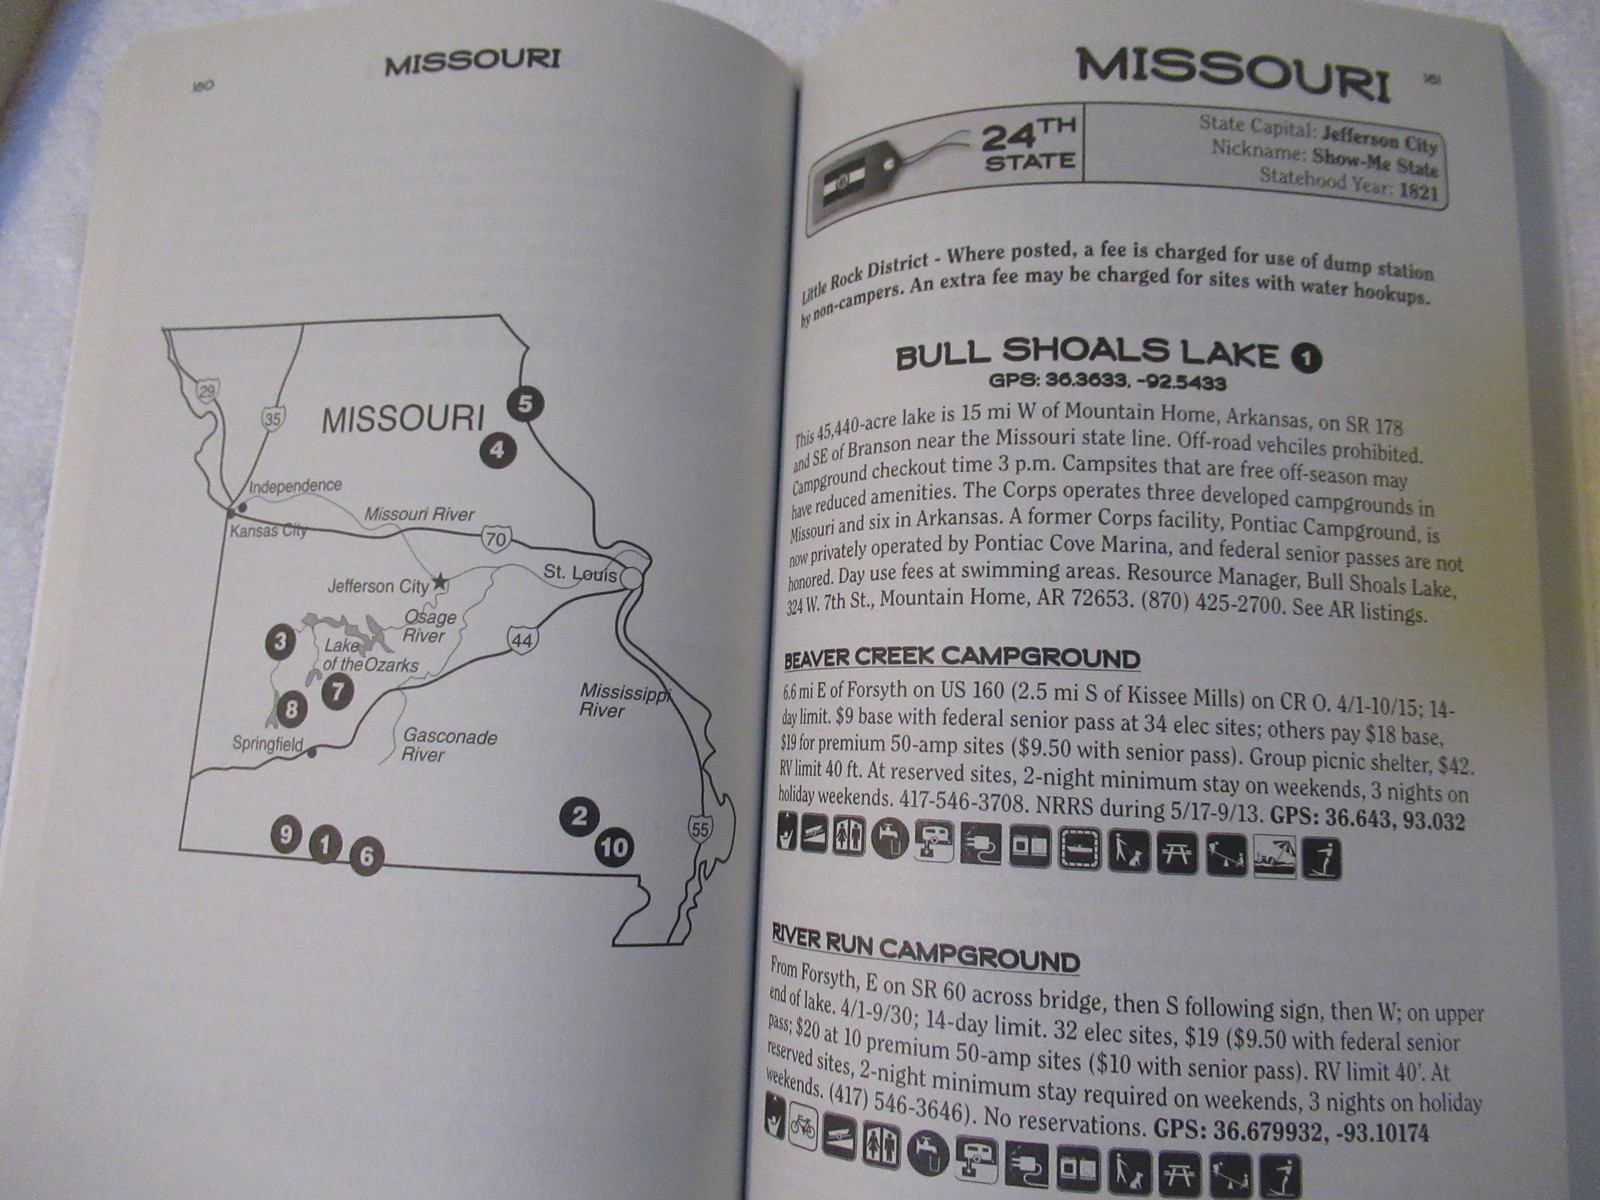 180
MISSOURI
29
35
MISSOURI
5
4
Independence
Missouri River
Kansas City
70
St. Louis
Jefferson City
Osage
River
44
3
Lake
of the Ozarks
7
8
Mississippi
River
Springfield
Gasconade
River
2
9
1
6
10
55
MISSOURI
181
24TH
STATE
State Capital: Jefferson City
Nickname: Show-Me State
Statehood Year: 1821
Little Rock District - Where posted, a fee is charged for use of dump station
by non-campers. An extra fee may be charged for sites with water hookups.
BULL SHOALS LAKE 1
GPS: 36.3633, -92.5433
This 45,440-acre lake is 15 mi W of Mountain Home, Arkansas, on SR 178
and SE of Branson near the Missouri state line. Off-road vehciles prohibited.
Campground checkout time 3 p.m. Campsites that are free off-season may
have reduced amenities. The Corps operates three developed campgrounds in
Missouri and six in Arkansas. A former Corps facility, Pontiac Campground, is
now privately operated by Pontiac Cove Marina, and federal senior passes are not
honored. Day use fees at swimming areas. Resource Manager, Bull Shoals Lake,
324 W. 7th St., Mountain Home, AR 72653. (870) 425-2700. See AR listings.
BEAVER CREEK CAMPGROUND
6.6 mi E of Forsyth on US 160 (2.5 mi S of Kissee Mills) on CR O. 4/1-10/15; 14-
day limit. $9 base with federal senior pass at 34 elec sites; others pay $18 base,
$19 for premium 50-amp sites ($9.50 with senior pass). Group picnic shelter, $42.
RV limit 40 ft. At reserved sites, 2-night minimum stay on weekends, 3 nights on
holiday weekends. 417-546-3708. NRRS during 5/17-9/13. GPS: 36.643, 93.032
RIVER RUN CAMPGROUND
From Forsyth, E on SR 60 across bridge, then S following sign, then W; on upper
end of lake. 4/1-9/30; 14-day limit. 32 elec sites, $19 ($9.50 with federal senior
pass; $20 at 10 premium 50-amp sites ($10 with senior pass). RV limit 40'. At
reserved sites, 2-night minimum stay required on weekends, 3 nights on holiday
weekends. (417) 546-3646). No reservations. GPS: 36.679932, -93.10174